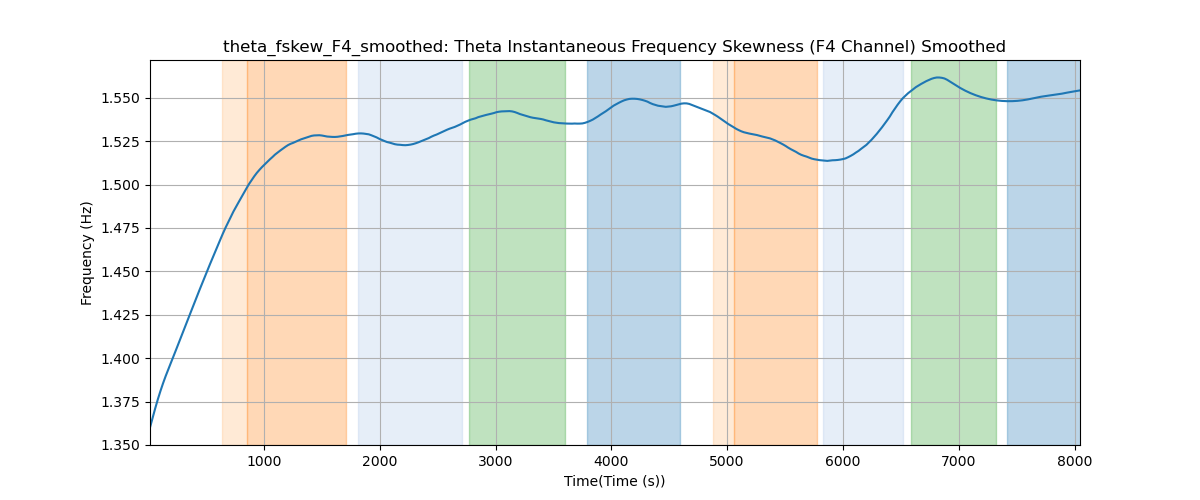 theta_fskew_F4_smoothed: Theta Instantaneous Frequency Skewness (F4 Channel) Smoothed
Frequency (Hz)
1.550
1.525
1.500
1.475
1.450
1.425
1.400
1.375
1.350
1000 2000 3000 4000 5000 6000 7000 8000
Time(Time (s))